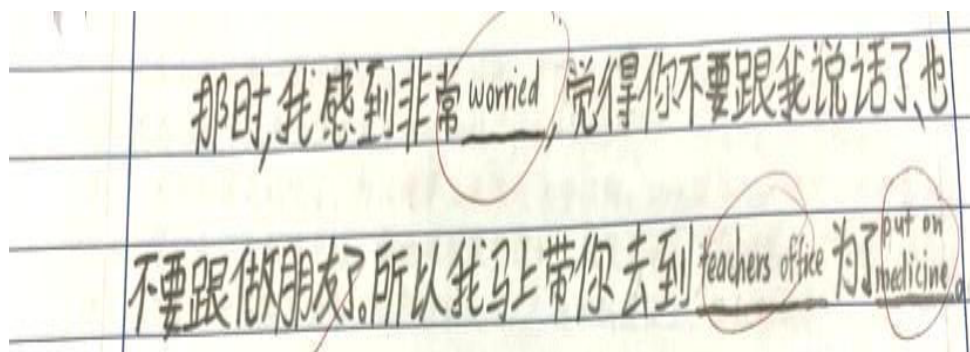 那时,我感到非常worried,觉得你不要跟我说话了、也
不要跟做朋友了。所以我马上带你去到teachers office为了put on medicine。